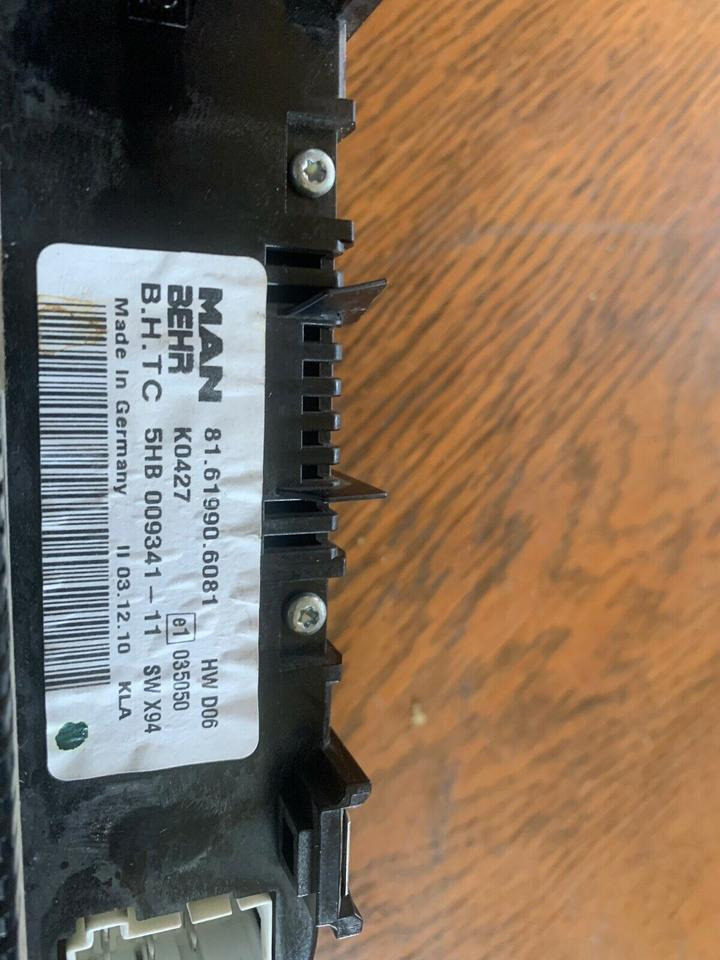 MAN 81.61990.6081 HW D06
BEHR K0427 e1 035050
B.H.T C 5HB 009341-11 SW X94
Made In Germany II 03.12.10 KLA